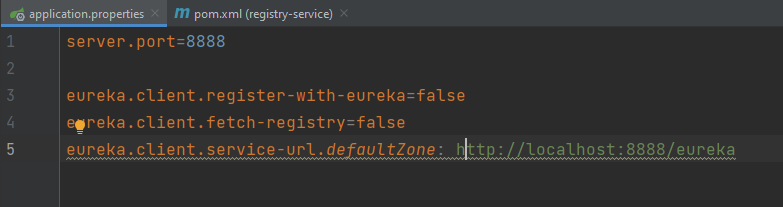 application.properties
pom.xml (registry-service)
1 server.port=8888
2
3 eureka.client.register-with-eureka=false
4 eureka.client.fetch-registry=false
5 eureka.client.service-url.defaultZone: http://localhost:8888/eureka